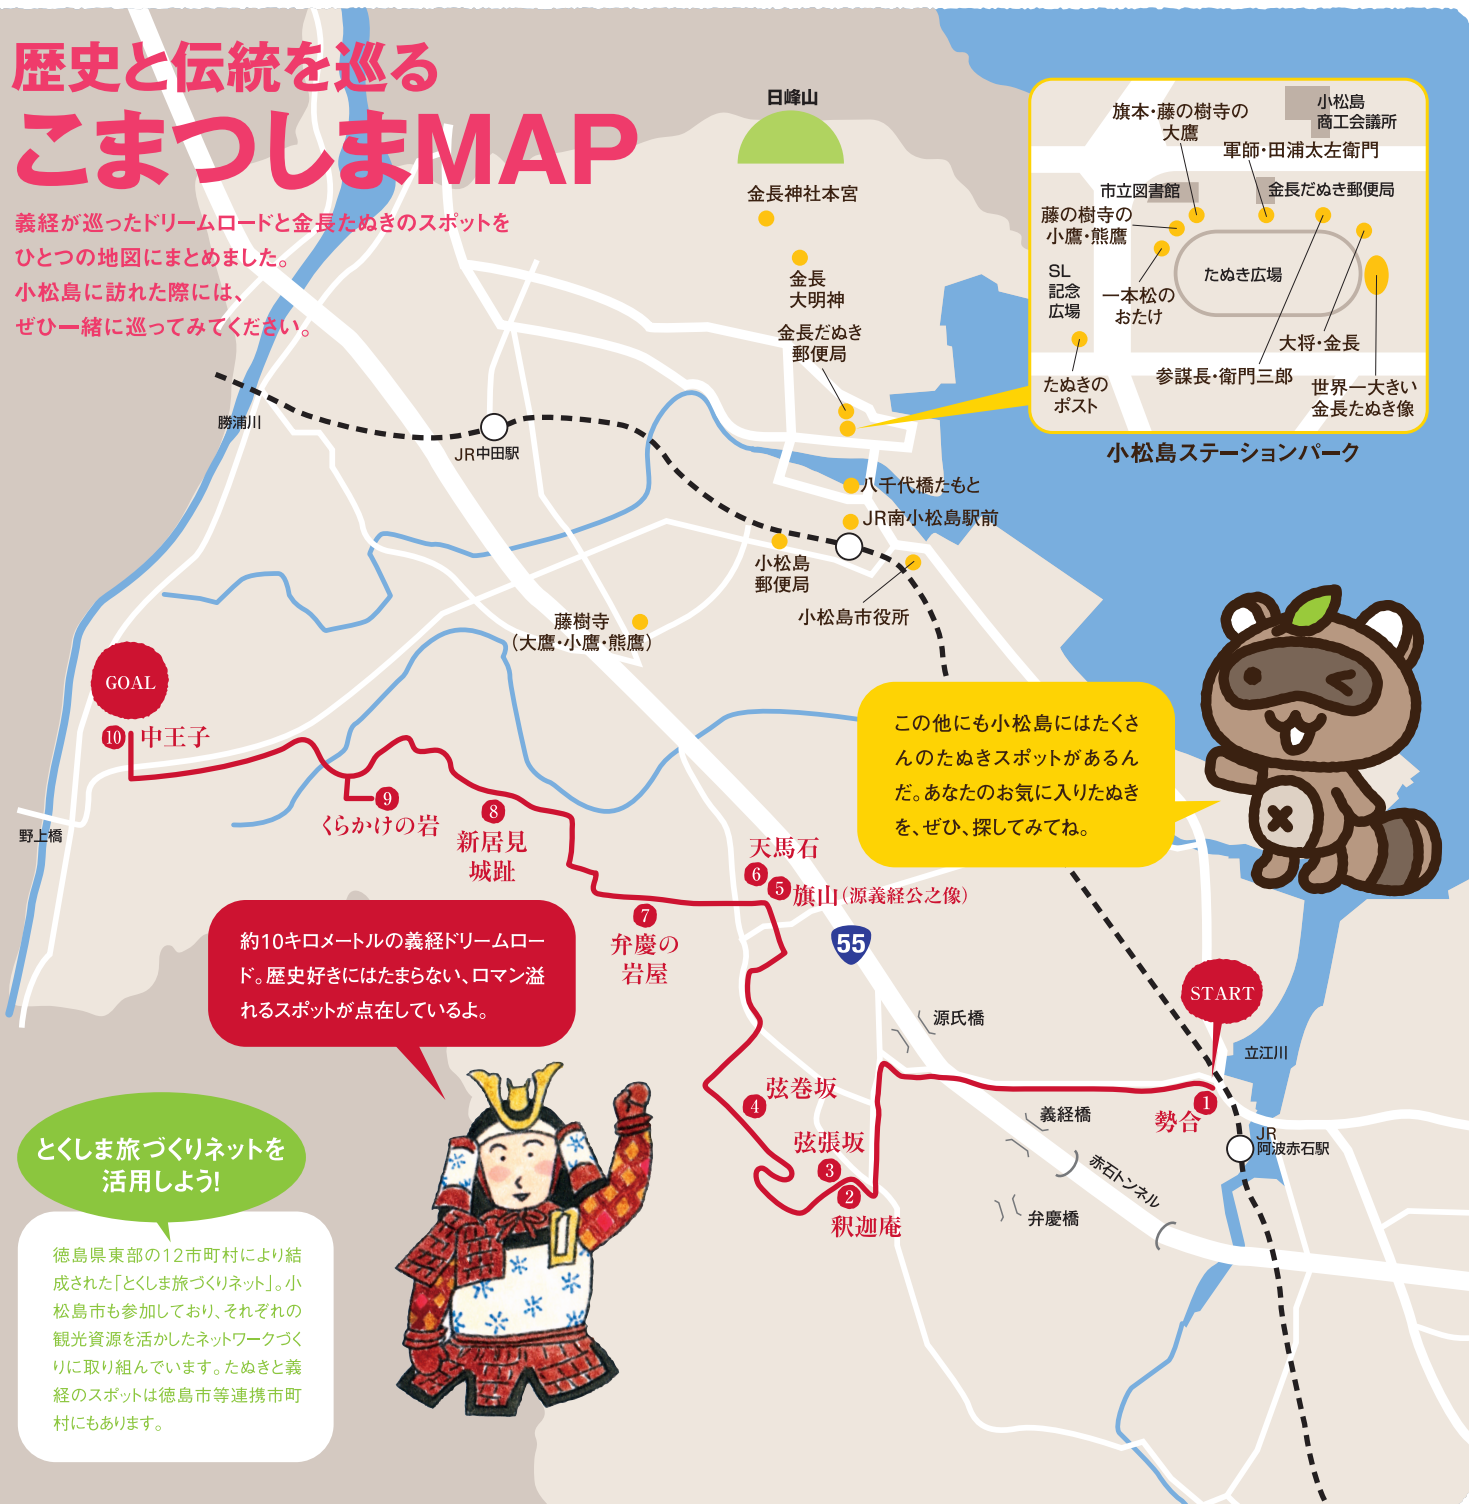 歴史と伝統を巡る
こまつしまMAP
義経が巡ったドリームロードと金長たぬきのスポットを
ひとつの地図にまとめました。
小松島に訪れた際には、
ぜひ一緒に巡ってみてください。
日峰山
金長神社本宮
金長
大明神
金長だぬき
郵便局
旗本・藤の樹寺の
大鷹
小松島
商工会議所
軍師・田浦太左衛門
市立図書館
金長だぬき郵便局
藤の樹寺の
小鷹・熊鷹
たぬき広場
SL
記念
広場
一本松の
おたけ
大将・金長
参謀長・衛門三郎
たぬきの
ポスト
世界一大きい
金長たぬき像
小松島ステーションパーク
勝浦川
JR中田駅
八千代橋たもと
JR南小松島駅前
小松島
郵便局
小松島市役所
藤樹寺
(大鷹・小鷹・熊鷹)
GOAL
10 中王子
野上橋
9
くらかけの岩
8
新居見
城趾
7
弁慶の
岩屋
天馬石
6
5 旗山(源義経公之像)
この他にも小松島にはたくさ
んのたぬきスポットがあるん
だ。あなたのお気に入りたぬき
を、ぜひ、探してみてね。
55
約10キロメートルの義経ドリームロー
ド。歴史好きにはたまらない、ロマン溢
れるスポットが点在しているよ。
START
源氏橋
立江川
弦巻坂
4
義経橋
1
勢合
弦張坂
3
2
釈迦庵
JR
阿波赤石駅
赤石トンネル
弁慶橋
とくしま旅づくりネットを
活用しよう!
徳島県東部の12市町村により結
成された「とくしま旅づくりネット」。小
松島市も参加しており、それぞれの
観光資源を活かしたネットワークづく
りに取り組んでいます。たぬきと義
経のスポットは徳島市等連携市町
村にもあります。